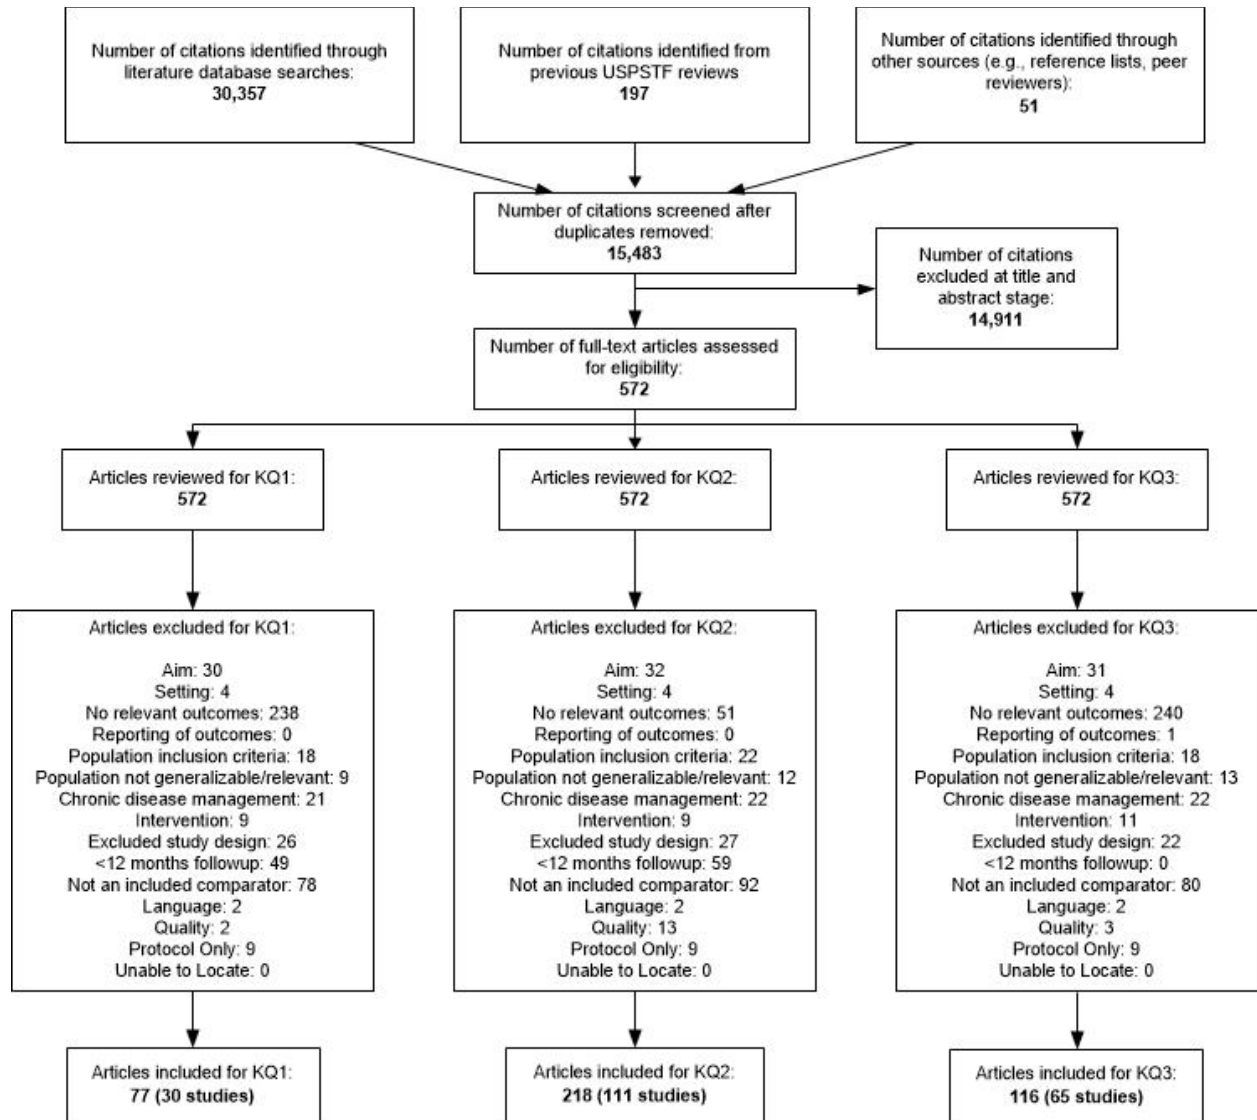 Number of citations identified through
literature database searches:
30,357
Number of citations identified from
previous USPSTF reviews
197
Number of citations identified through
other sources (e.g., reference lists, peer
reviewers):
51
Number of citations screened after
duplicates removed:
15,483
Number of citations
excluded at title and
abstract stage:
14,911
Number of full-text articles assessed
for eligibility:
572
Articles reviewed for KQ1:
572
Articles reviewed for KQ2:
572
Articles reviewed for KQ3:
572
Articles excluded for KQ1:
Aim: 30
Setting: 4
No relevant outcomes: 238
Reporting of outcomes: 0
Population inclusion criteria: 18
Population not generalizable/relevant: 9
Chronic disease management: 21
Intervention: 9
Excluded study design: 26
<12 months followup: 49
Not an included comparator: 78
Language: 2
Quality: 2
Protocol Only: 9
Unable to Locate: 0
Articles excluded for KQ2:
Aim: 32
Setting: 4
No relevant outcomes: 51
Reporting of outcomes: 0
Population inclusion criteria: 22
Population not generalizable/relevant: 12
Chronic disease management: 22
Intervention: 9
Excluded study design: 27
<12 months followup: 59
Not an included comparator: 92
Language: 2
Quality: 13
Protocol Only: 9
Unable to Locate: 0
Articles excluded for KQ3:
Aim: 31
Setting: 4
No relevant outcomes: 240
Reporting of outcomes: 1
Population inclusion criteria: 18
Population not generalizable/relevant: 13
Chronic disease management: 22
Intervention: 11
Excluded study design: 22
<12 months followup: 0
Not an included comparator: 80
Language: 2
Quality: 3
Protocol Only: 9
Unable to Locate: 0
Articles included for KQ1:
77 (30 studies)
Articles included for KQ2:
218 (111 studies)
Articles included for KQ3:
116 (65 studies)